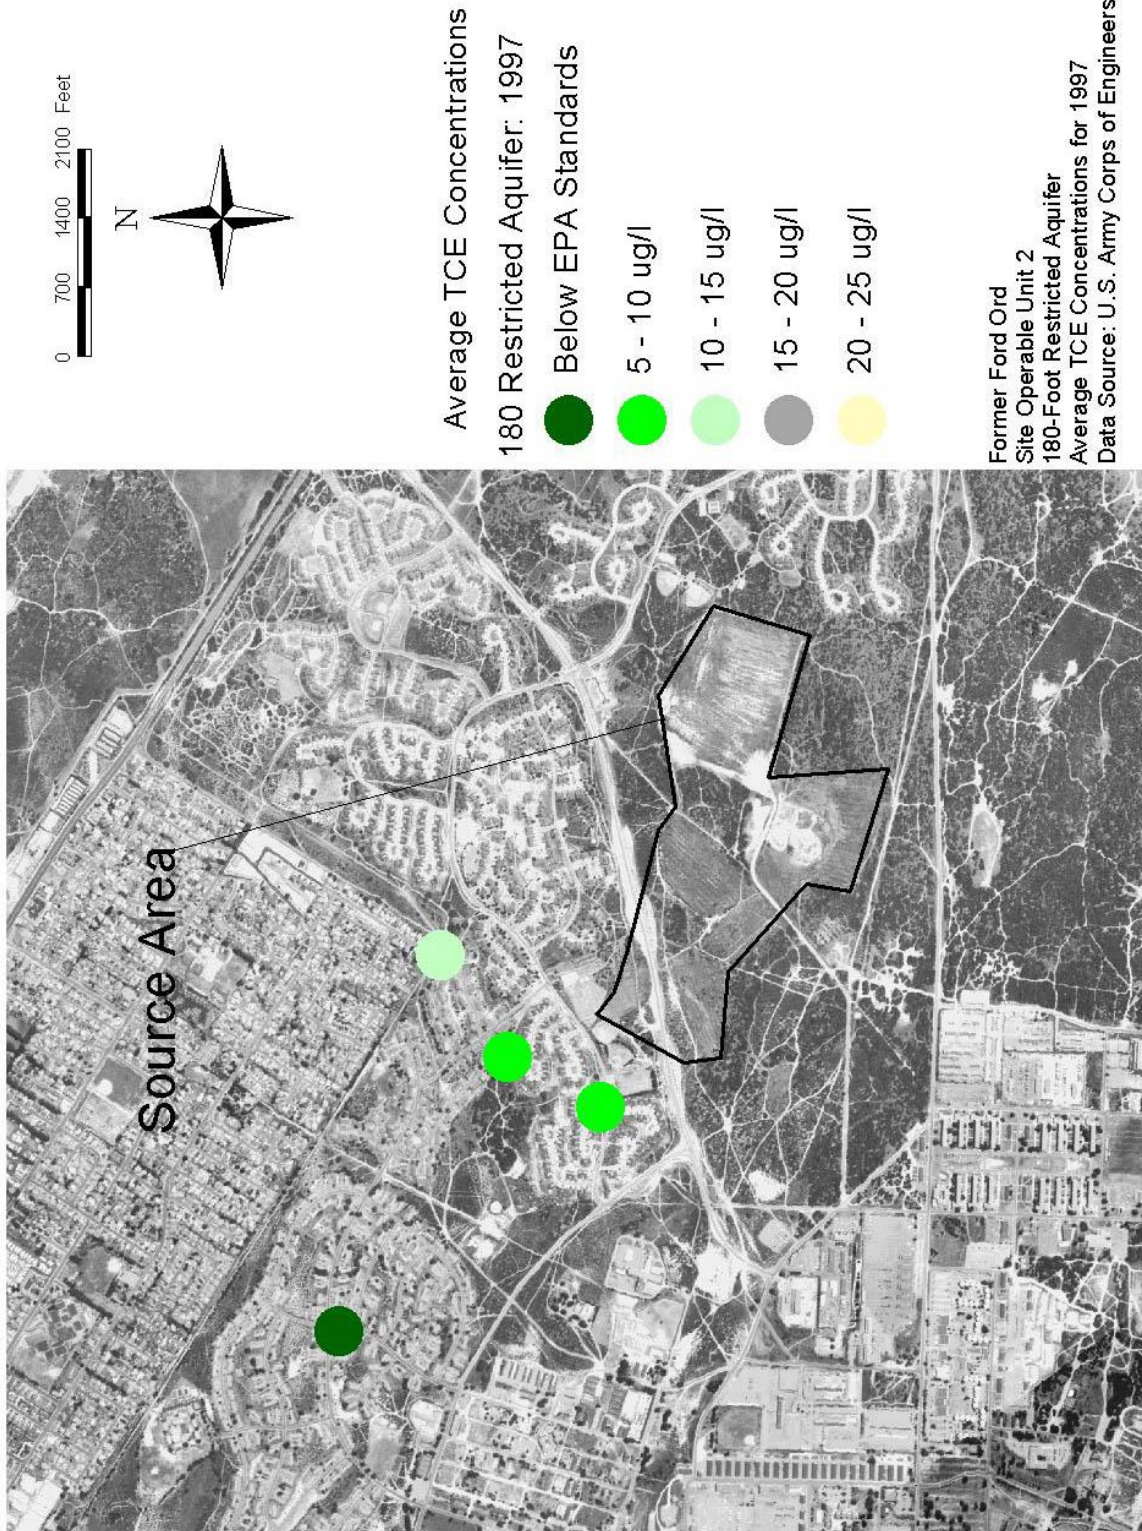 Source Area
0 700 1400 2100 Feet
N
Average TCE Concentrations
180 Restricted Aquifer: 1997
Below EPA Standards
5 - 10 ug/l
10 - 15 ug/l
15 - 20 ug/l
20 - 25 ug/l
Former Ford Ord
Site Operable Unit 2
180-Foot Restricted Aquifer
Average TCE Concentrations for 1997
Data Source: U.S. Army Corps of Engineers